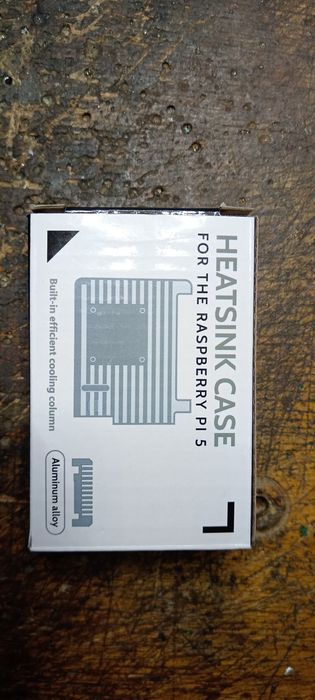 HEATSINK CASE
FOR THE RASPBERRY PI 5
Built-in efficient cooling column
Aluminum alloy